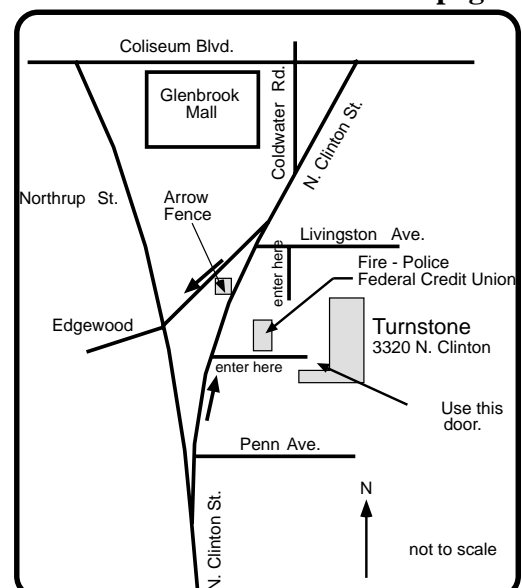 pag
Coliseum Blvd.
Glenbrook
Mall
Coldwater Rd.
N. Clinton St.
Northrup St.
Arrow
Fence
Livingston Ave.
enter here
Fire - Police
Federal Credit Union
Edgewood
Turnstone
3320 N. Clinton
enter here
Use this
door.
Penn Ave.
N
N. Clinton St.
not to scale